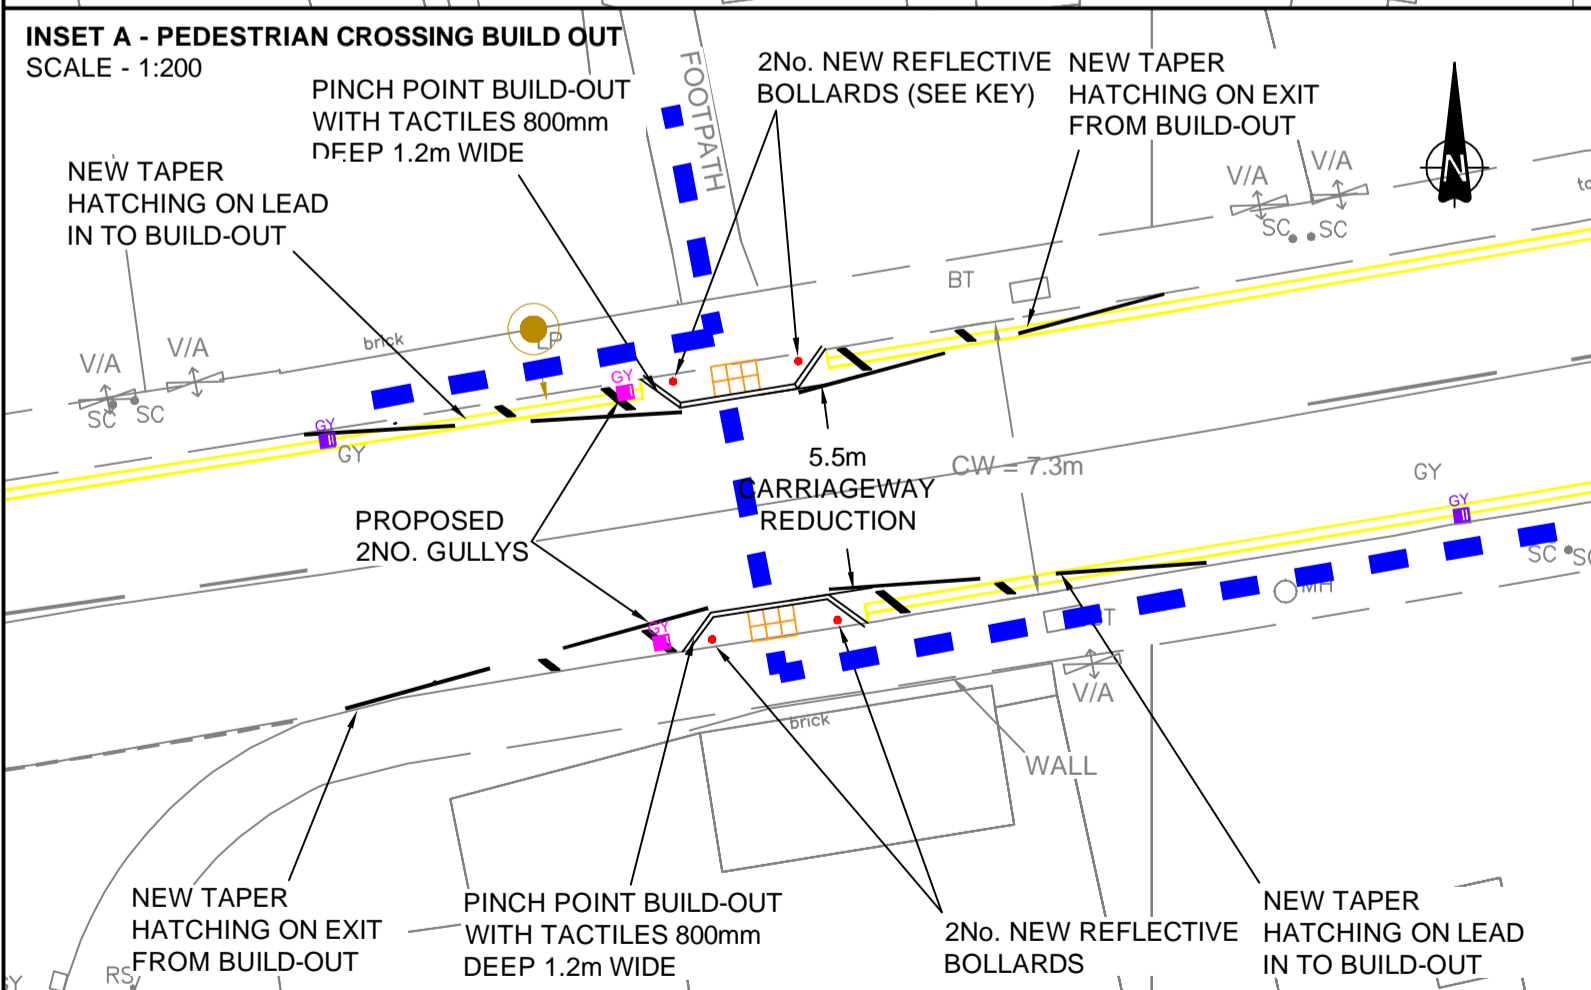 INSET A - PEDESTRIAN CROSSING BUILD OUT
SCALE - 1:200
PINCH POINT BUILD-OUT
WITH TACTILES 800mm
DEEP 1.2m WIDE
2No. NEW REFLECTIVE
BOLLARDS (SEE KEY)
NEW TAPER
HATCHING ON EXIT
FROM BUILD-OUT
NEW TAPER
HATCHING ON LEAD
IN TO BUILD-OUT
FOOTPATH
N
V/A
V/A
SC
SC
BT
LP
brick
V/A
V/A
SC
SC
GY
GY
GY
5.5m
CARRIAGEWAY
REDUCTION
CW = 7.3m
GY
GY
PROPOSED
2NO. GULLYS
SC
MH
GY
V/A
brick
WALL
NEW TAPER
HATCHING ON EXIT
FROM BUILD-OUT
PINCH POINT BUILD-OUT
WITH TACTILES 800mm
DEEP 1.2m WIDE
2No. NEW REFLECTIVE
BOLLARDS
NEW TAPER
HATCHING ON LEAD
IN TO BUILD-OUT
RS